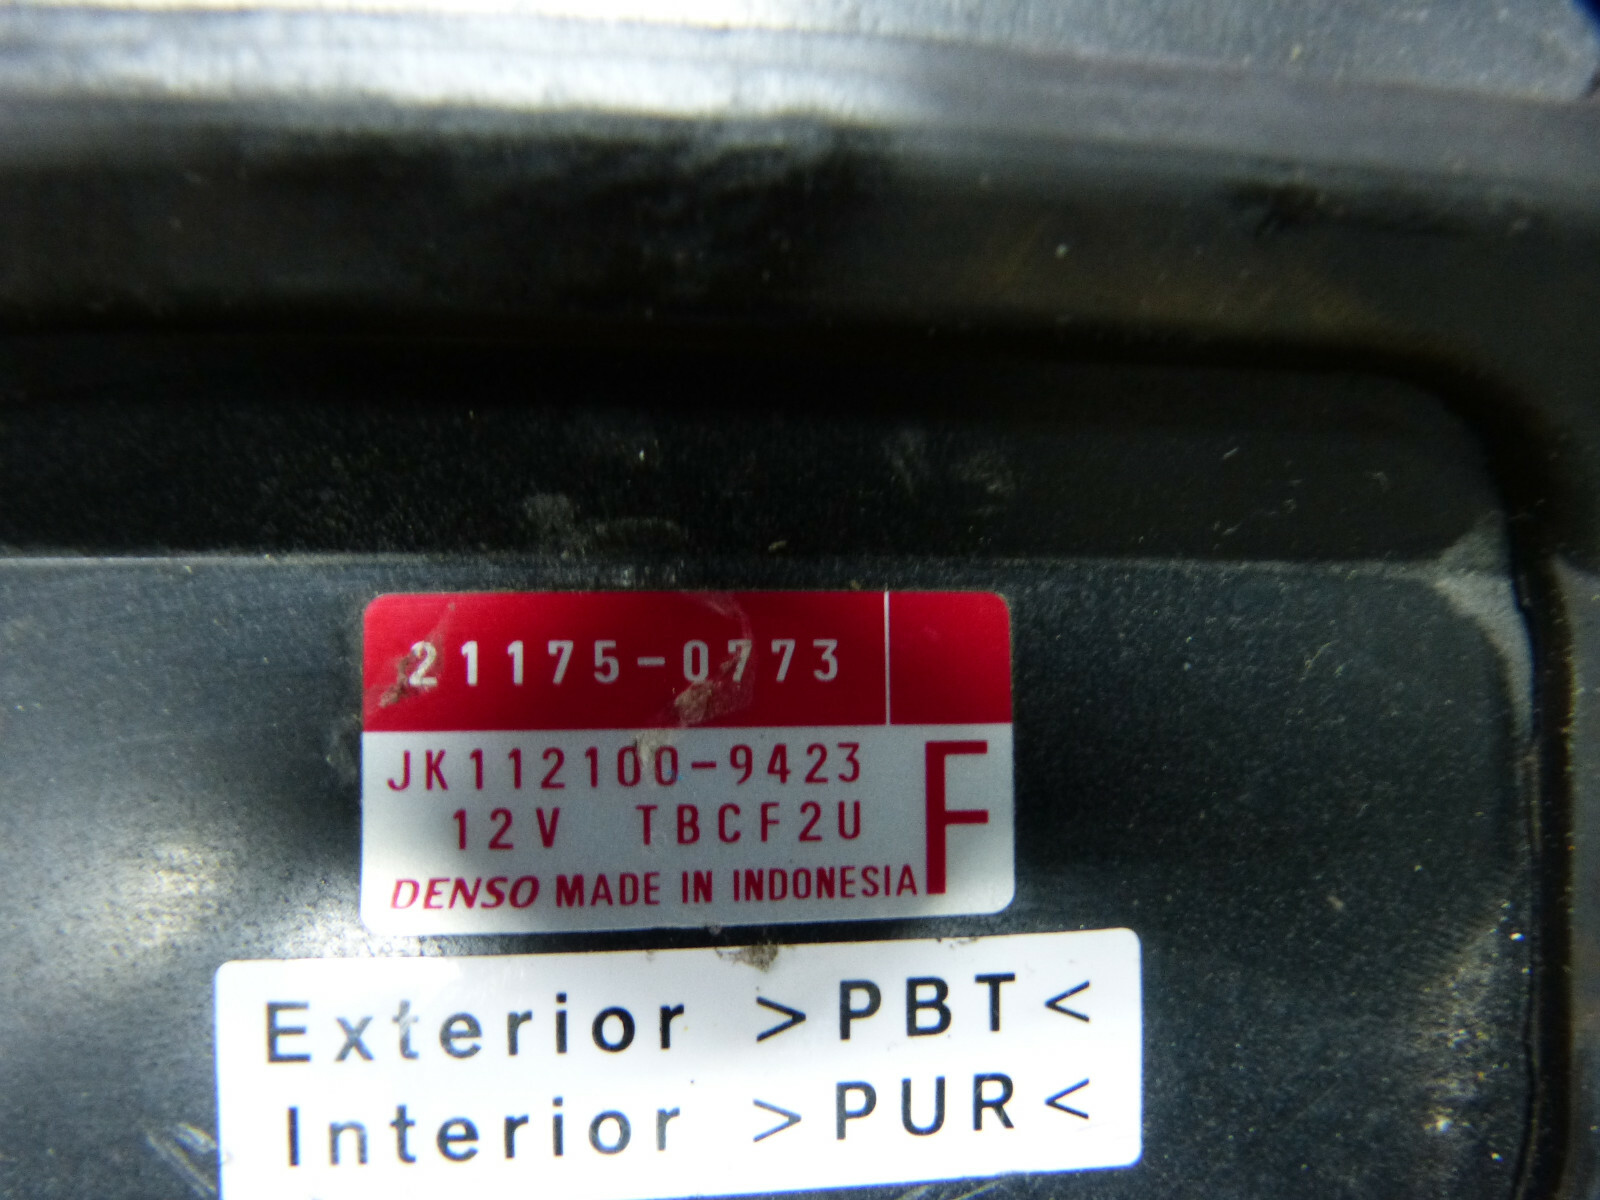 21175-0773
JK112100-9423
12V TBCF2U
F
DENSO MADE IN INDONESIA
Exterior >PBT<
Interior >PUR<